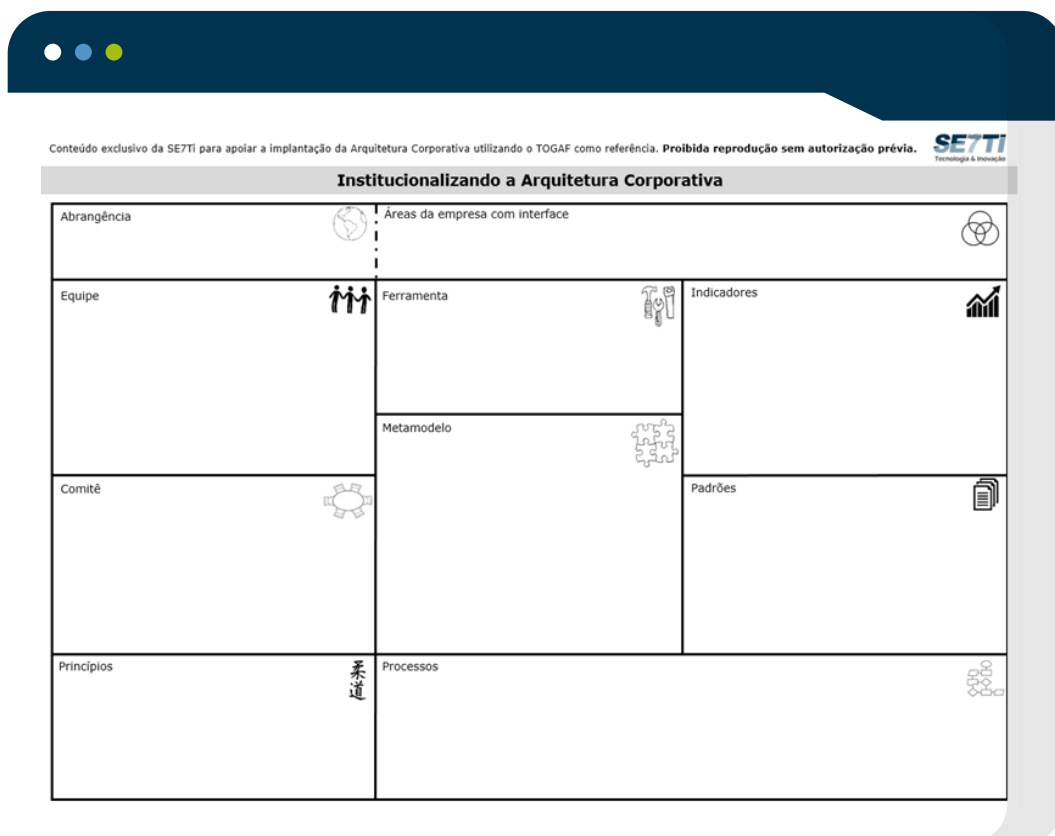 Conteúdo exclusivo da SE7Ti para apoiar a implantação da Arquitetura Corporativa utilizando o TOGAF como referência. Proibida reprodução sem autorização prévia.
SE7Ti
Tecnologia & Inovação
Institucionalizando a Arquitetura Corporativa
Abrangência
Áreas da empresa com interface
Equipe
Ferramenta
Indicadores
Metamodelo
Comitê
Padrões
Princípios
柔道
Processos